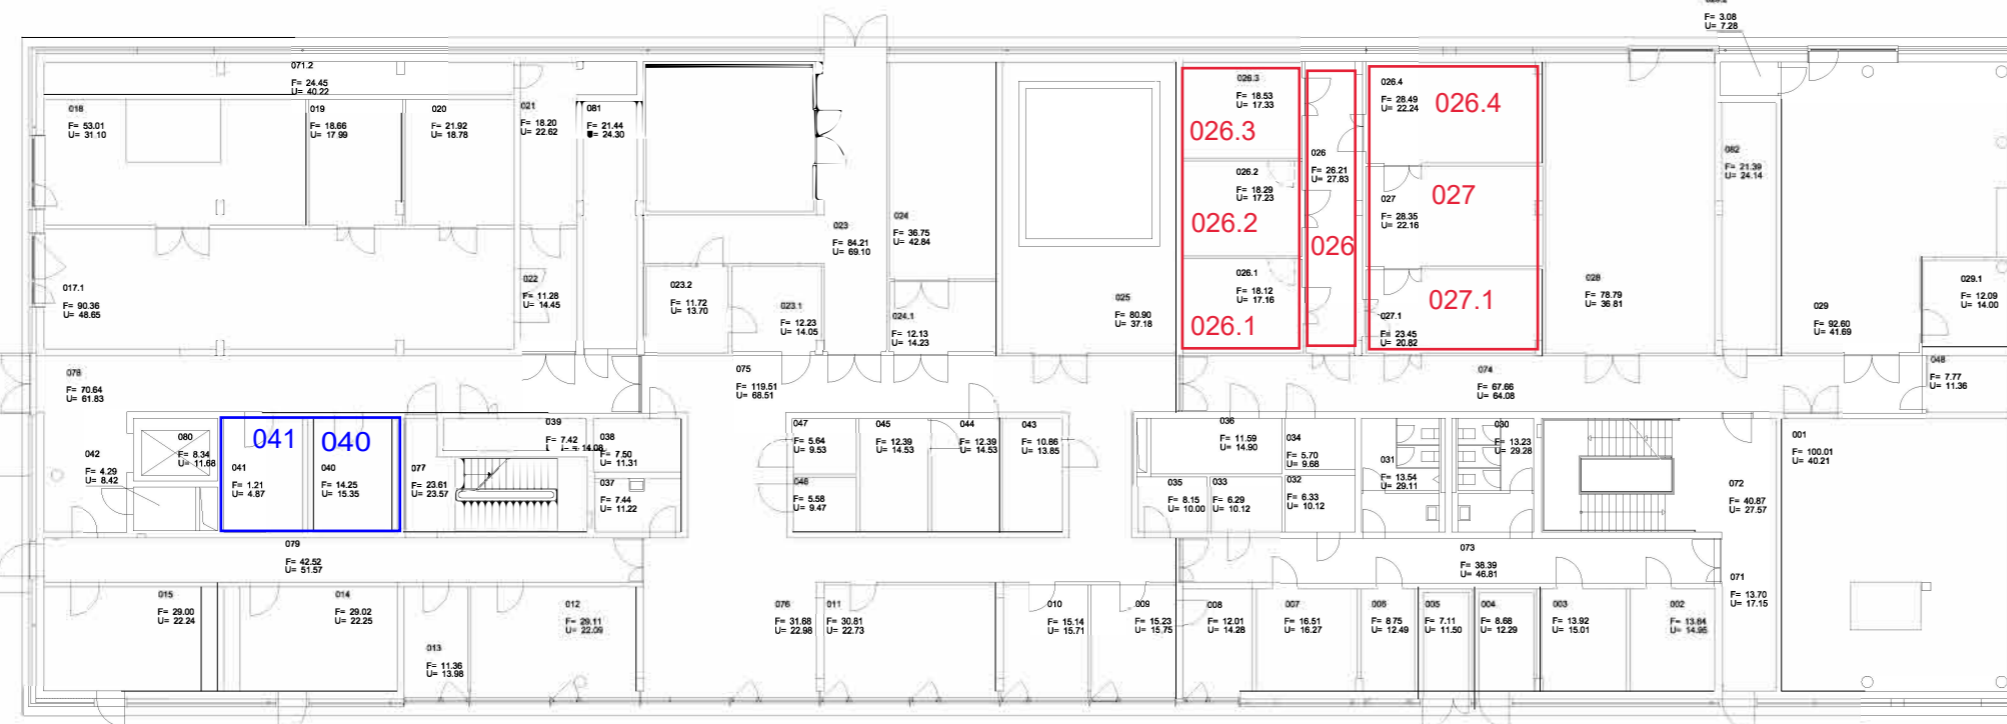 F= 3.08
U= 7.28
071.2
F= 24.45
U= 40.22
018
F= 53.01
U= 31.10
019
F= 18.66
U= 17.99
020
F= 21.92
U= 18.78
021
F= 18.20
U= 22.62
081
F= 21.44
U= 24.30
026.3
F= 18.53
U= 17.33
026.3
026.4
F= 28.49
U= 22.24
026.4
026
F= 26.21
U= 27.83
026
026.2
F= 18.29
U= 17.23
026.2
027
F= 28.35
U= 22.16
027
082
F= 21.39
U= 24.14
023
F= 84.21
U= 69.10
024
F= 36.75
U= 42.84
017.1
F= 90.36
U= 48.65
022
F= 11.28
U= 14.45
023.2
F= 11.72
U= 13.70
023.1
F= 12.23
U= 14.05
024.1
F= 12.13
U= 14.23
025
F= 80.90
U= 37.18
026.1
F= 18.12
U= 17.16
026.1
027.1
027.1
F= 23.45
U= 20.82
028
F= 78.79
U= 36.81
029
F= 92.60
U= 41.69
029.1
F= 12.09
U= 14.00
048
F= 7.77
U= 11.36
078
F= 70.64
U= 61.83
075
F= 119.51
U= 68.51
074
F= 67.66
U= 64.08
042
F= 4.29
U= 8.42
080
F= 8.34
U= 11.68
041
041
F= 1.21
U= 4.87
040
040
F= 14.25
U= 15.35
077
F= 23.61
U= 23.57
039
F= 7.42
14.08
038
F= 7.50
U= 11.31
037
F= 7.44
U= 11.22
047
F= 5.64
U= 9.53
046
F= 5.58
U= 9.47
045
F= 12.39
U= 14.53
044
F= 12.39
U= 14.53
043
F= 10.86
U= 13.85
036
F= 11.59
U= 14.90
034
F= 5.70
U= 9.68
035
F= 8.15
U= 10.00
033
F= 6.29
U= 10.12
032
F= 6.33
U= 10.12
031
F= 13.54
U= 29.11
030
F= 13.23
U= 29.28
001
F= 100.01
U= 40.21
072
F= 40.87
U= 27.57
079
F= 42.52
U= 51.57
073
F= 38.39
U= 46.81
071
F= 13.70
U= 17.15
015
F= 29.00
U= 22.24
014
F= 29.02
U= 22.25
013
F= 11.36
U= 13.98
012
F= 29.11
U= 22.09
076
F= 31.68
U= 22.98
011
F= 30.81
U= 22.73
010
F= 15.14
U= 15.71
009
F= 15.23
U= 15.75
008
F= 12.01
U= 14.28
007
F= 16.51
U= 16.27
006
F= 8.75
U= 12.49
005
F= 7.11
U= 11.50
004
F= 8.68
U= 12.29
003
F= 13.92
U= 15.01
002
F= 13.64
U= 14.95